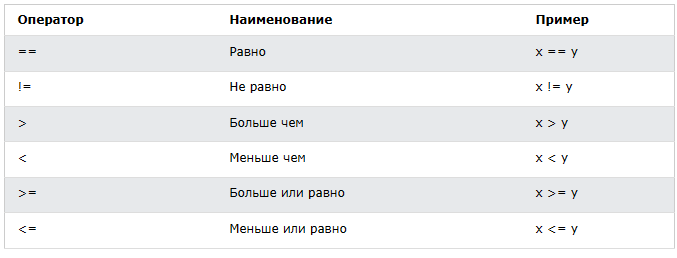 Оператор Наименование Пример
== Равно x == y
!= Не равно x != y
> Больше чем x > y
< Меньше чем x < y
>= Больше или равно x >= y
<= Меньше или равно x <= y